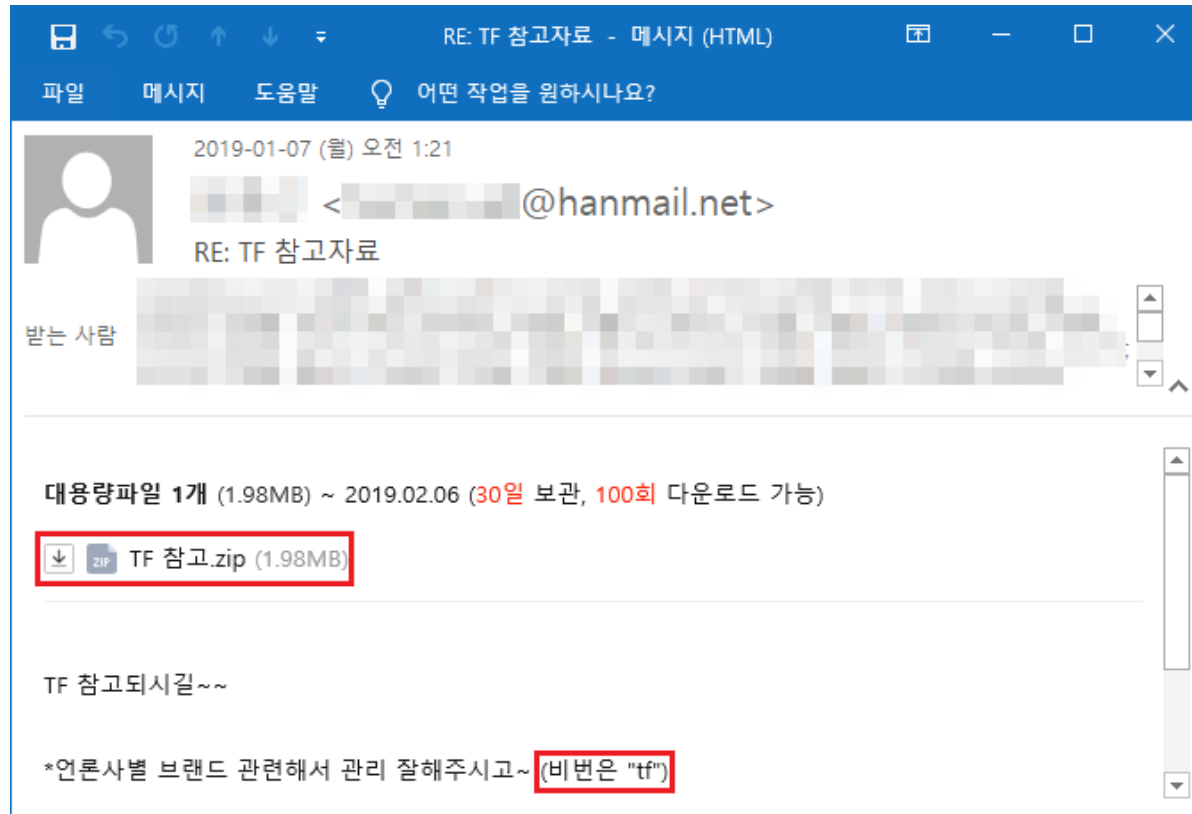 RE: TF 참고자료 - 메시지 (HTML)
파일 메시지 도움말 어떤 작업을 원하시나요?
2019-01-07 (월) 오전 1:21
< @hanmail.net>
RE: TF 참고자료
받는 사람
;
대용량파일 1개 (1.98MB) ~ 2019.02.06 (30일 보관, 100회 다운로드 가능)
ZIP TF 참고.zip (1.98MB)
TF 참고되시길~~
*언론사별 브랜드 관련해서 관리 잘해주시고~ (비번은 "tf")